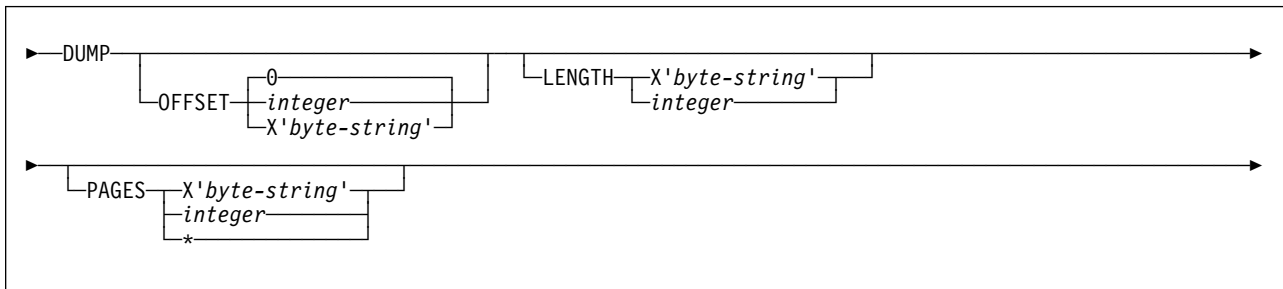 DUMP
0
OFFSET integer
X'byte-string'
LENGTH X'byte-string'
integer
PAGES X'byte-string'
integer
*